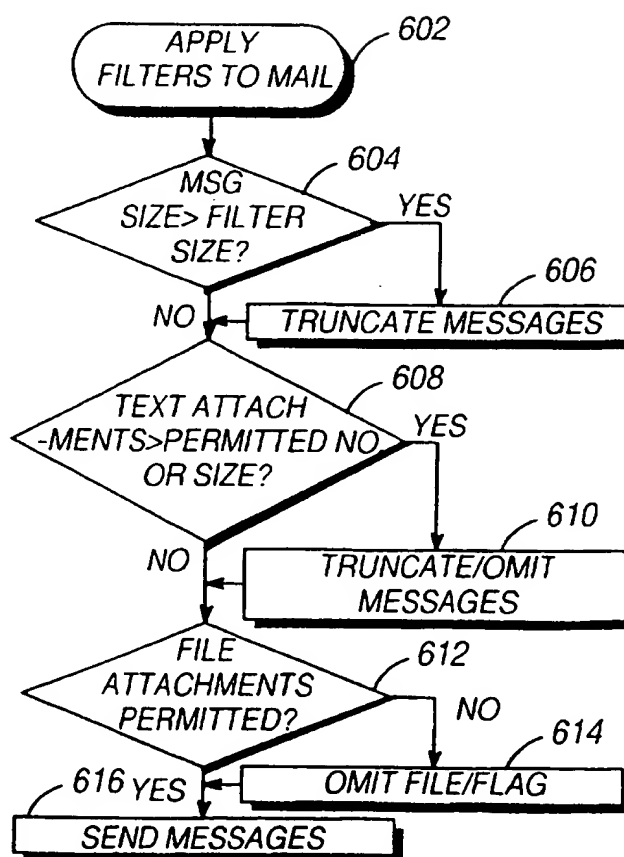 APPLY
FILTERS TO MAIL
602
MSG
SIZE> FILTER
SIZE?
604
YES
606
NO
TRUNCATE MESSAGES
608
TEXT ATTACH
-MENTS>PERMITTED NO
OR SIZE?
YES
610
NO
TRUNCATE/OMIT
MESSAGES
FILE
ATTACHMENTS
PERMITTED?
612
NO
614
616
YES
OMIT FILE/FLAG
SEND MESSAGES